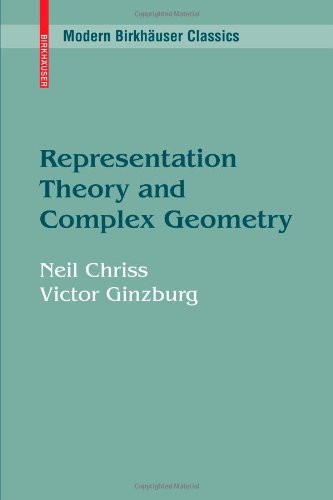 BIRKHÄUSER
Modern Birkhäuser Classics
Representation
Theory and
Complex Geometry
Neil Chriss
Victor Ginzburg